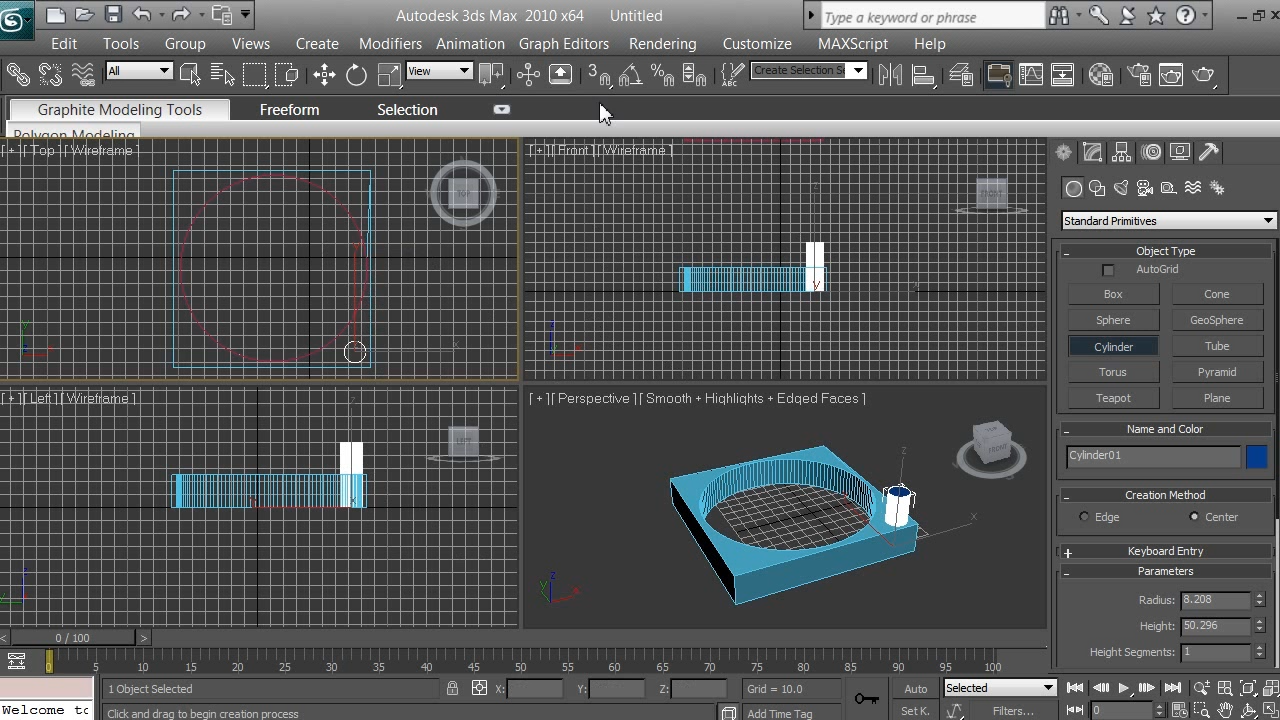 Autodesk 3ds Max 2010 x64 Untitled
Type a keyword or phrase
Edit Tools Group Views Create Modifiers Animation Graph Editors Rendering Customize MAXScript Help
All
View
3
ABC
Graphite Modeling Tools Freeform Selection
Polygon Modeling
[ + ] [ Top ] [ Wireframe ]
TOP
[ + ] [ Front ] [ Wireframe ]
FRONT
[ + ] [ Left ] [ Wireframe ]
LEFT
[ + ] [ Perspective ] [ Smooth + Highlights + Edged Faces ]
FRONT
Standard Primitives
Object Type
AutoGrid
Box Cone
Sphere GeoSphere
Cylinder Tube
Torus Pyramid
Teapot Plane
Name and Color
Cylinder01
Creation Method
Edge Center
Keyboard Entry
Parameters
Radius: 8.208
Height: 50.296
Height Segments: 1
< 0 / 100 >
0 5 10 15 20 25 30 35 40 45 50 55 60 65 70 75 80 85 90 95 100
1 Object Selected X: Y: Z: Grid = 10.0 Auto Selected
Welcome to Click and drag to begin creation process Add Time Tag Set K. Filters... 0